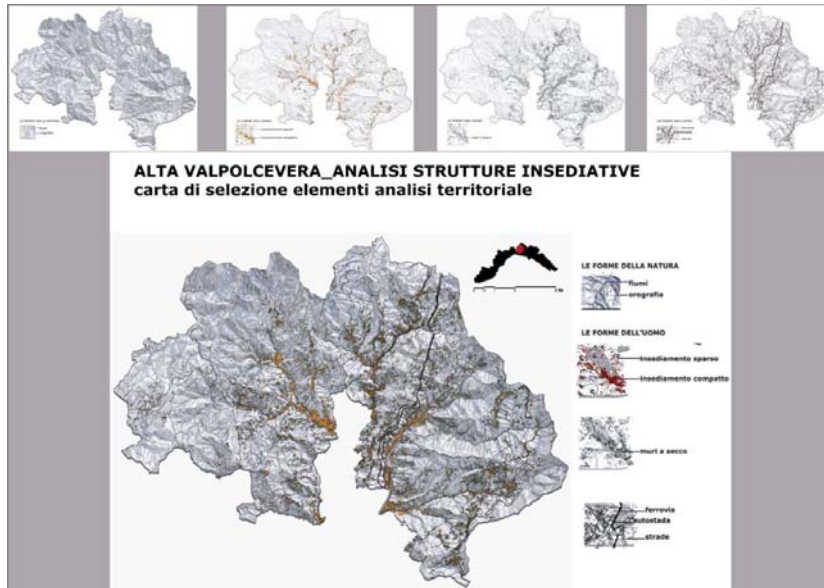 ALTA VALPOLCEVERA_ANALISI STRUTTURE INSEDIATIVE
carta di selezione elementi analisi territoriale
LE FORME DELLA NATURA
fiumi
orografia
LE FORME DELL'UOMO
insediamento sparso
insediamento compatto
muri a secco
ferrovia
autostada
strade